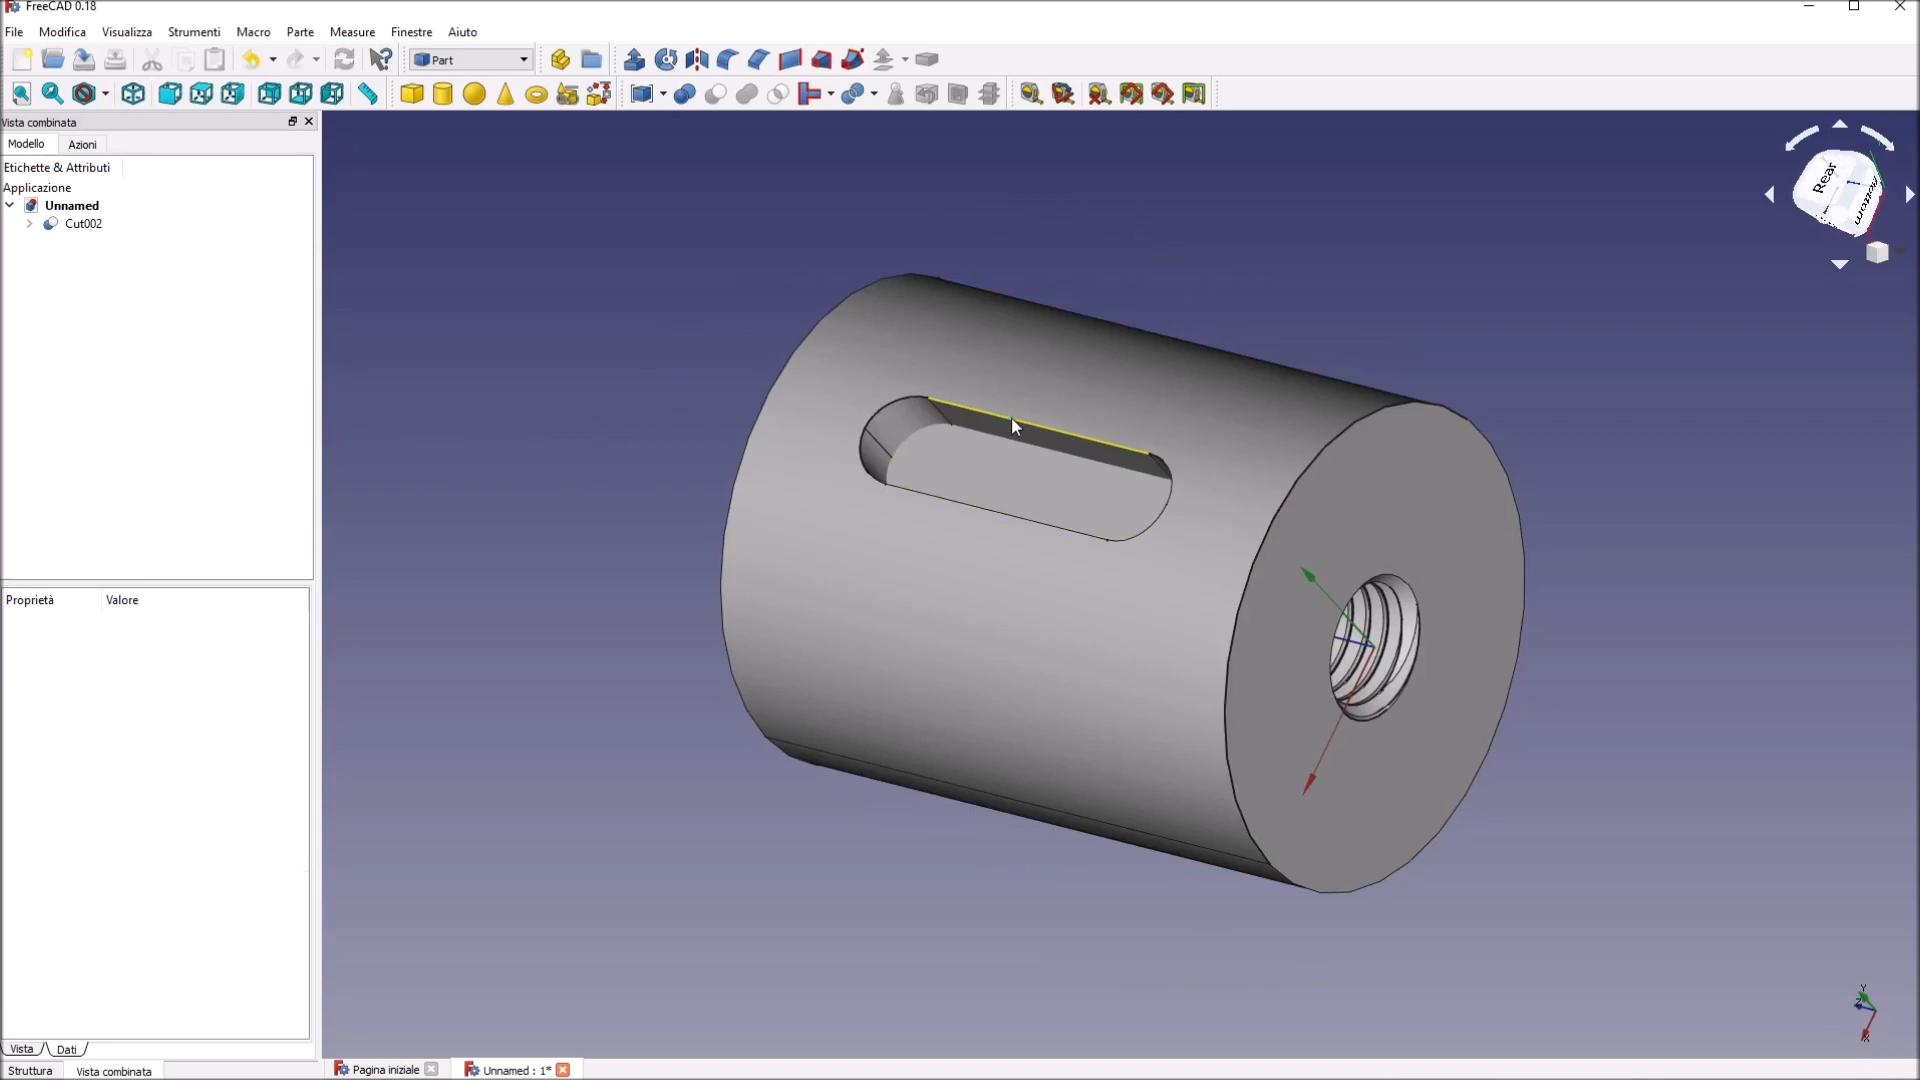 FreeCAD 0.18
File Modifica Visualizza Strumenti Macro Parte Measure Finestre Aiuto
Part
Vista combinata
Modello Azioni
Etichette & Attributi
Applicazione
Unnamed
Cut002
Rear
Bottom
Proprietà Valore
Y
Z
X
Vista Dati
Struttura Vista combinata
Pagina iniziale Unnamed : 1*